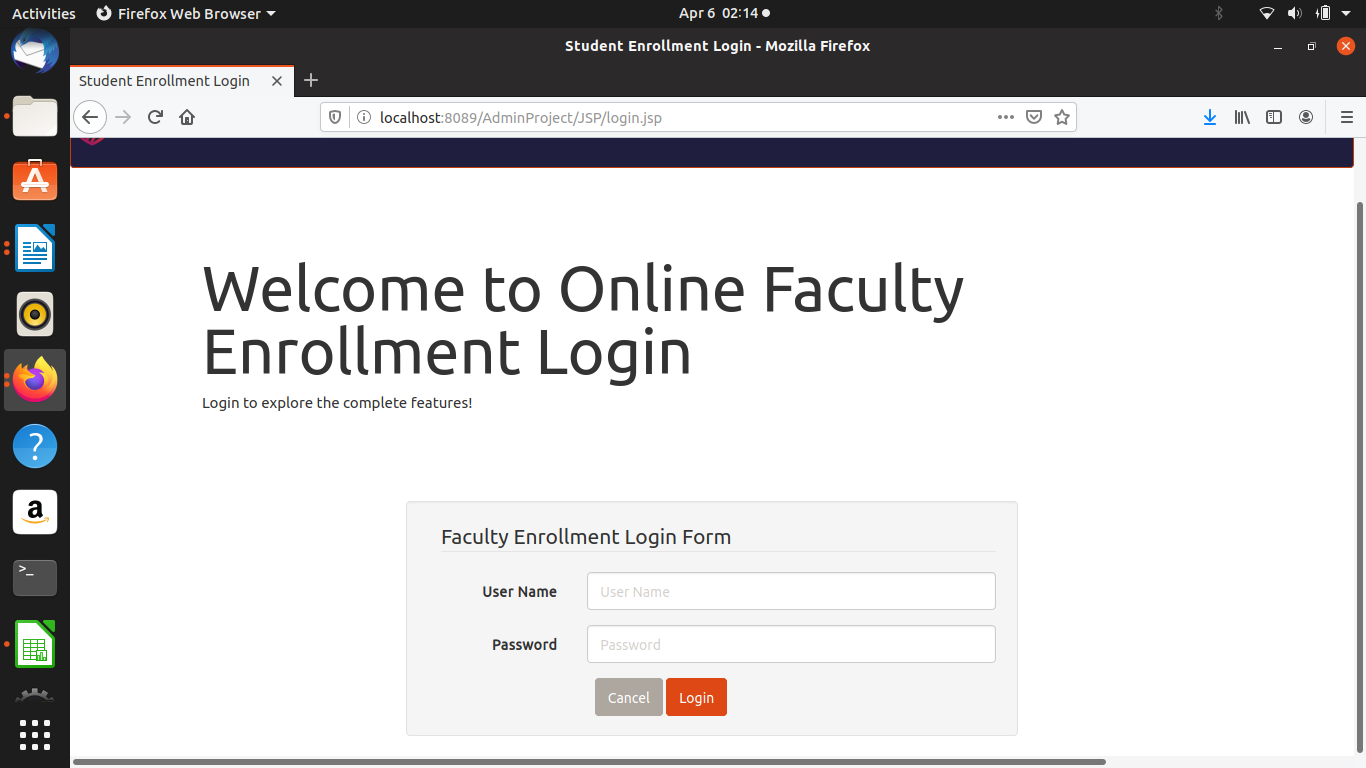 Activities Firefox Web Browser Apr 6 02:14
Student Enrollment Login - Mozilla Firefox
Student Enrollment Login
localhost:8089/AdminProject/JSP/login.jsp
Welcome to Online Faculty
Enrollment Login
Login to explore the complete features!
Faculty Enrollment Login Form
User Name User Name
Password Password
Cancel Login